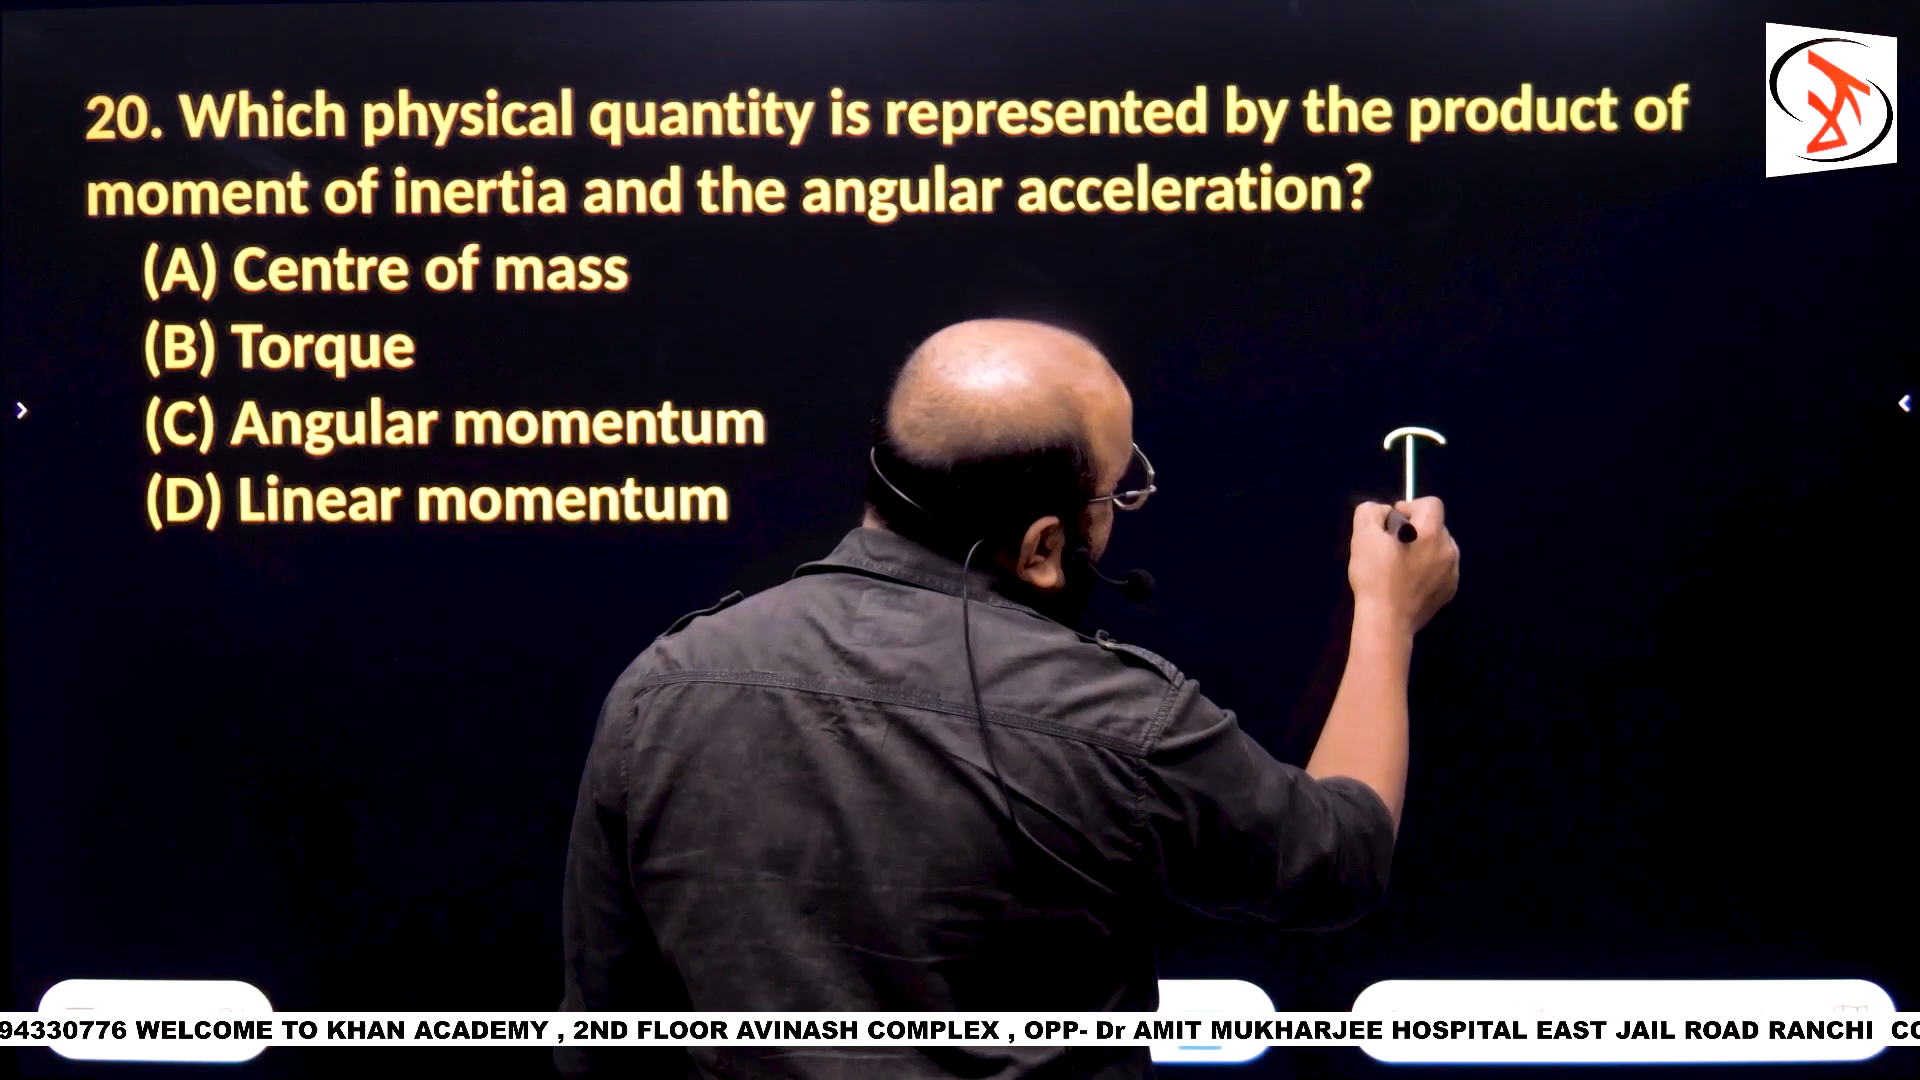 20. Which physical quantity is represented by the product of
moment of inertia and the angular acceleration?
(A) Centre of mass
(B) Torque
(C) Angular momentum
(D) Linear momentum
94330776 WELCOME TO KHAN ACADEMY , 2ND FLOOR AVINASH COMPLEX , OPP- Dr AMIT MUKHARJEE HOSPITAL EAST JAIL ROAD RANCHI